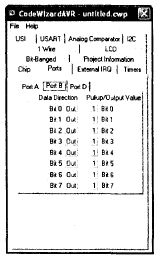 CodeWizardAVR - untitled.cwp
File Help
USI USART Analog Comparator I2C
1 Wire LCD
Bit-Banged Project Information
Chip Ports External IRQ Timers
Port A Port B Port D
Data Direction Pullup/Output Value
Bit 0 Out 1 Bit 0
Bit 1 Out 1 Bit 1
Bit 2 Out 1 Bit 2
Bit 3 Out 1 Bit 3
Bit 4 Out 1 Bit 4
Bit 5 Out 1 Bit 5
Bit 6 Out 1 Bit 6
Bit 7 Out 1 Bit 7